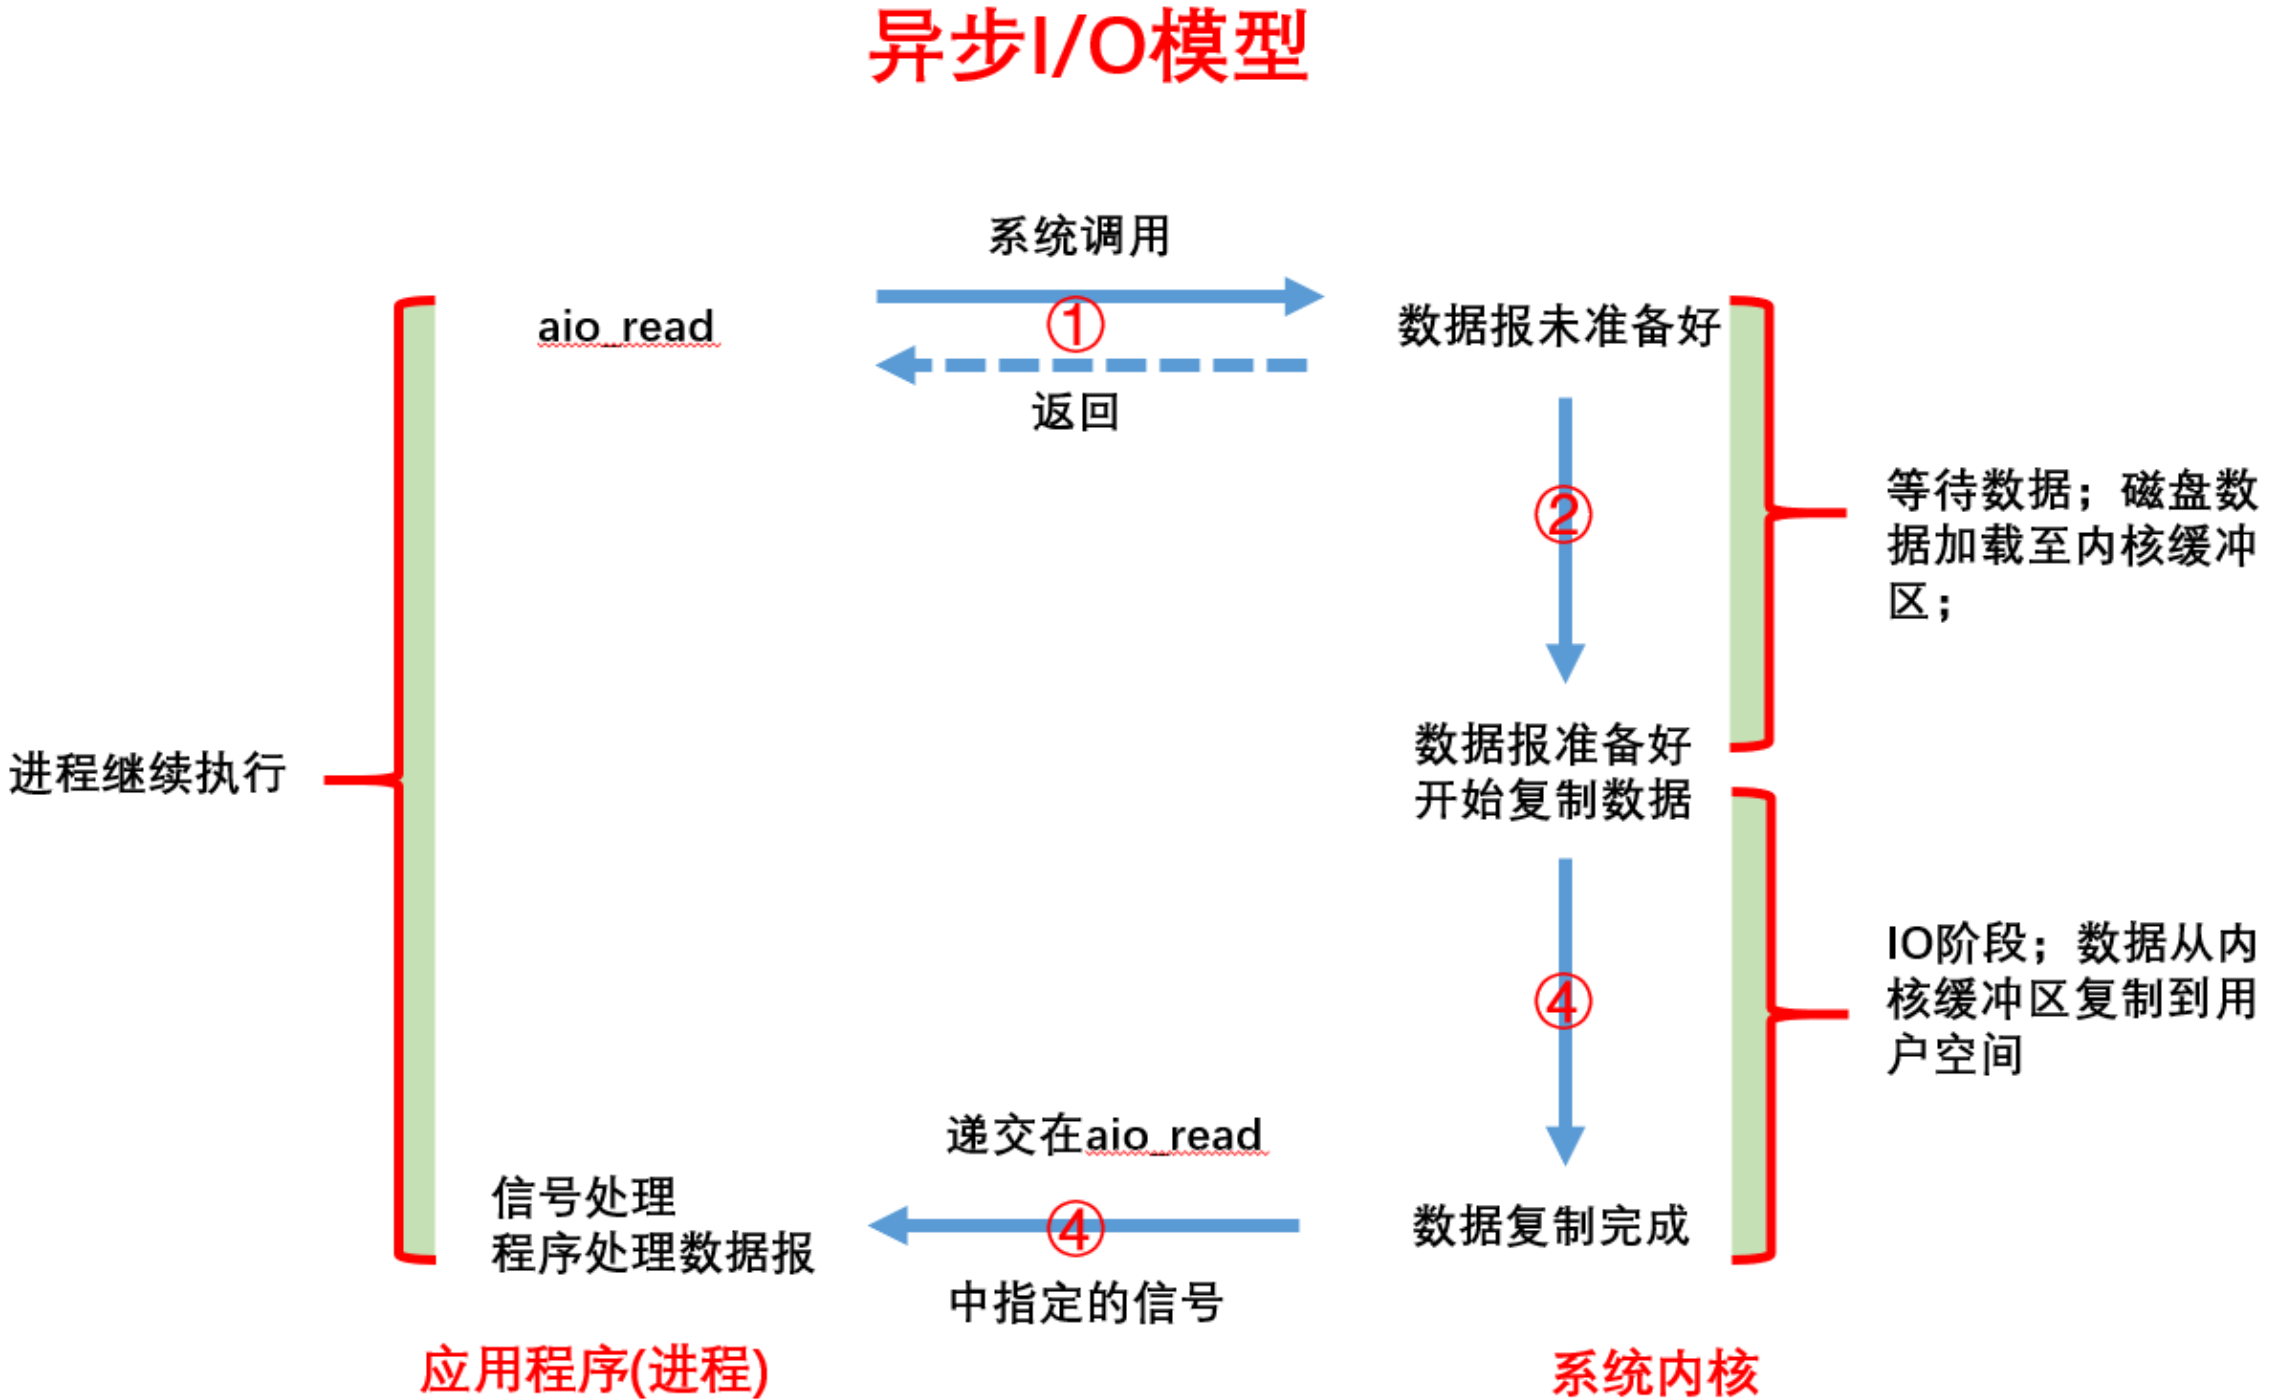 异步I/O模型
系统调用
aio_read
①
数据报未准备好
返回
②
等待数据；磁盘数
据加载至内核缓冲
区；
进程继续执行
数据报准备好
开始复制数据
④
IO阶段；数据从内
核缓冲区复制到用
户空间
递交在aio_read
信号处理
程序处理数据报
④
数据复制完成
中指定的信号
应用程序(进程)
系统内核